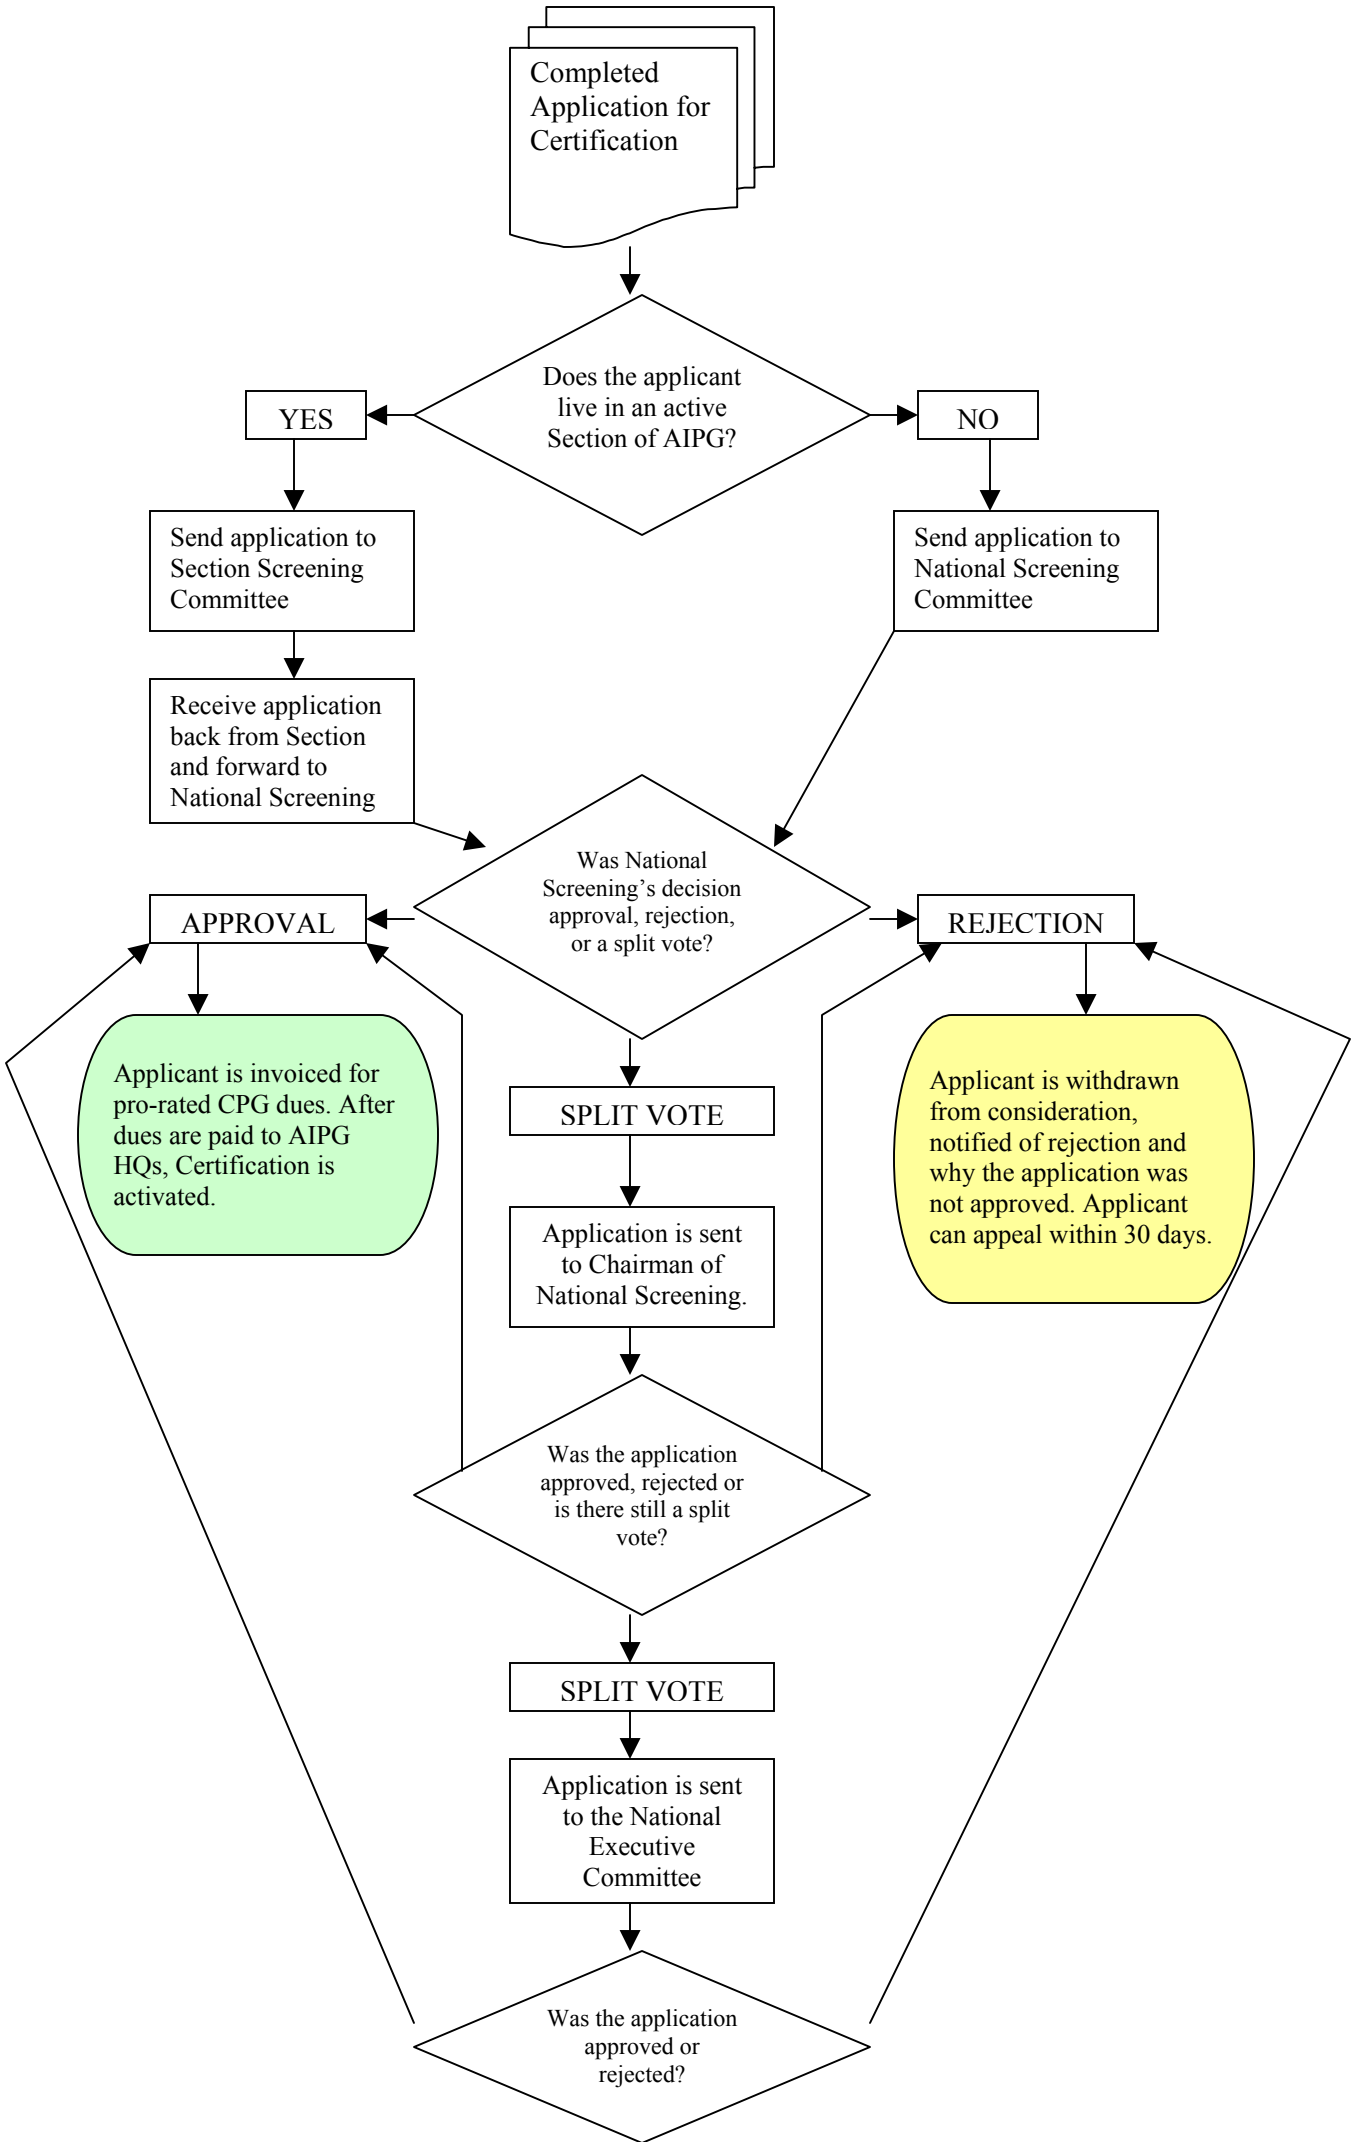 Completed
Application for
Certification
Does the applicant
live in an active
Section of AIPG?
YES
NO
Send application to
Section Screening
Committee
Send application to
National Screening
Committee
Receive application
back from Section
and forward to
National Screening
Was National
Screening's decision
approval, rejection,
or a split vote?
APPROVAL
REJECTION
Applicant is invoiced for
pro-rated CPG dues. After
dues are paid to AIPG
HQs, Certification is
activated.
SPLIT VOTE
Applicant is withdrawn
from consideration,
notified of rejection and
why the application was
not approved. Applicant
can appeal within 30 days.
Application is sent
to Chairman of
National Screening.
Was the application
approved, rejected or
is there still a split
vote?
SPLIT VOTE
Application is sent
to the National
Executive
Committee
Was the application
approved or
rejected?